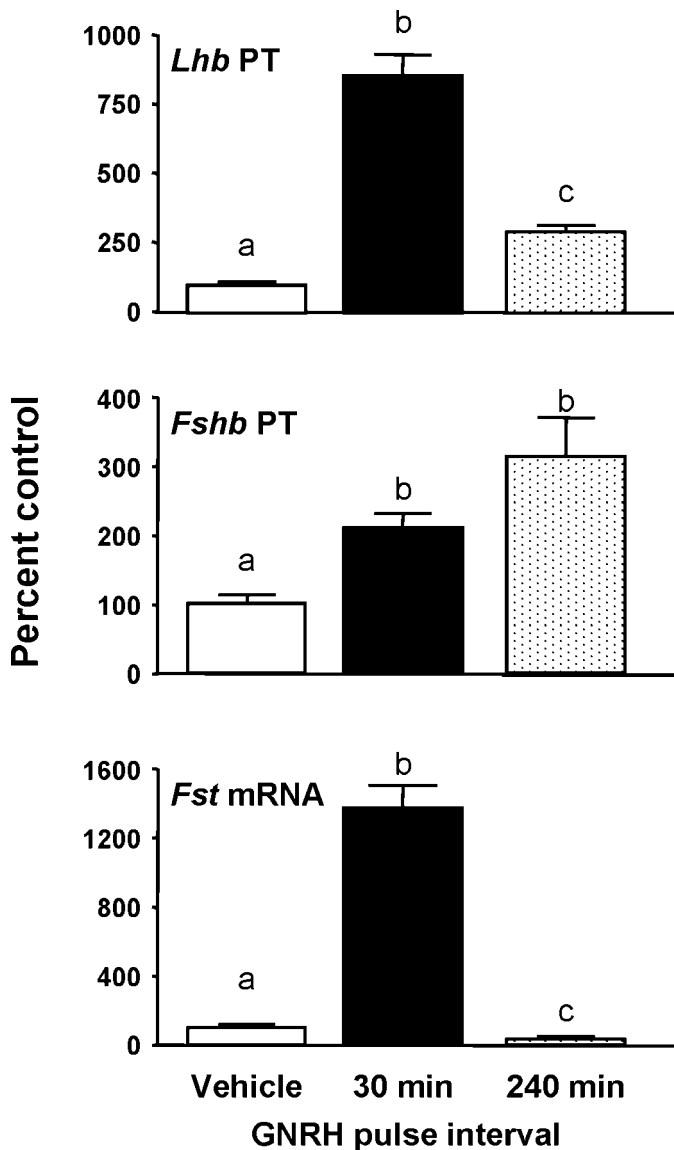 Percent control
Lhb PT
1000
750
500
250
0
a
b
c
Fshb PT
400
300
200
100
0
a
b
b
Fst mRNA
1600
1200
800
400
0
a
b
c
Vehicle 30 min 240 min
GNRH pulse interval